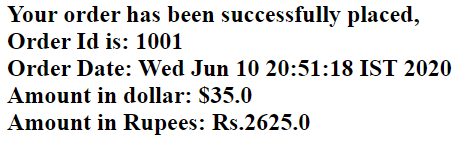 Your order has been successfully placed,
Order Id is: 1001
Order Date: Wed Jun 10 20:51:18 IST 2020
Amount in dollar: $35.0
Amount in Rupees: Rs.2625.0